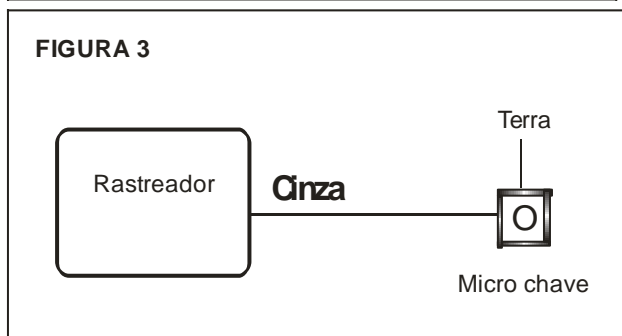 FIGURA 3
Terra
Rastreador
Cinza
O
Micro chave